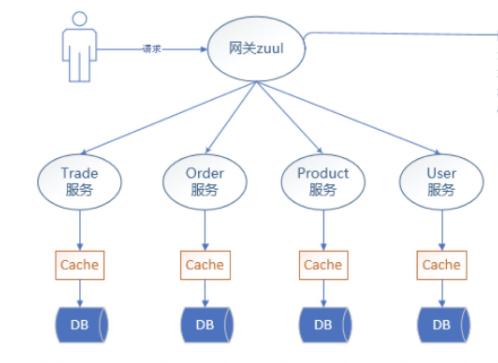 请求
网关zuul
Trade
服务
Order
服务
Product
服务
User
服务
Cache
Cache
Cache
Cache
DB
DB
DB
DB